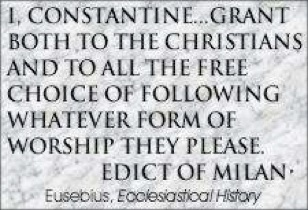 I, CONSTANTINE...GRANT
BOTH TO THE CHRISTIANS
AND TO ALL THE FREE
CHOICE OF FOLLOWING
WHATEVER FORM OF
WORSHIP THEY PLEASE.
EDICT OF MILAN·
Eusebius, Ecclesiastical History